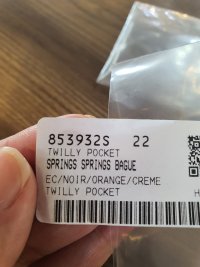 853932S 22
TWILLY POCKET
SPRINGS SPRINGS BAGUE
EC/NOIR/ORANGE/CREME
TWILLY POCKET H